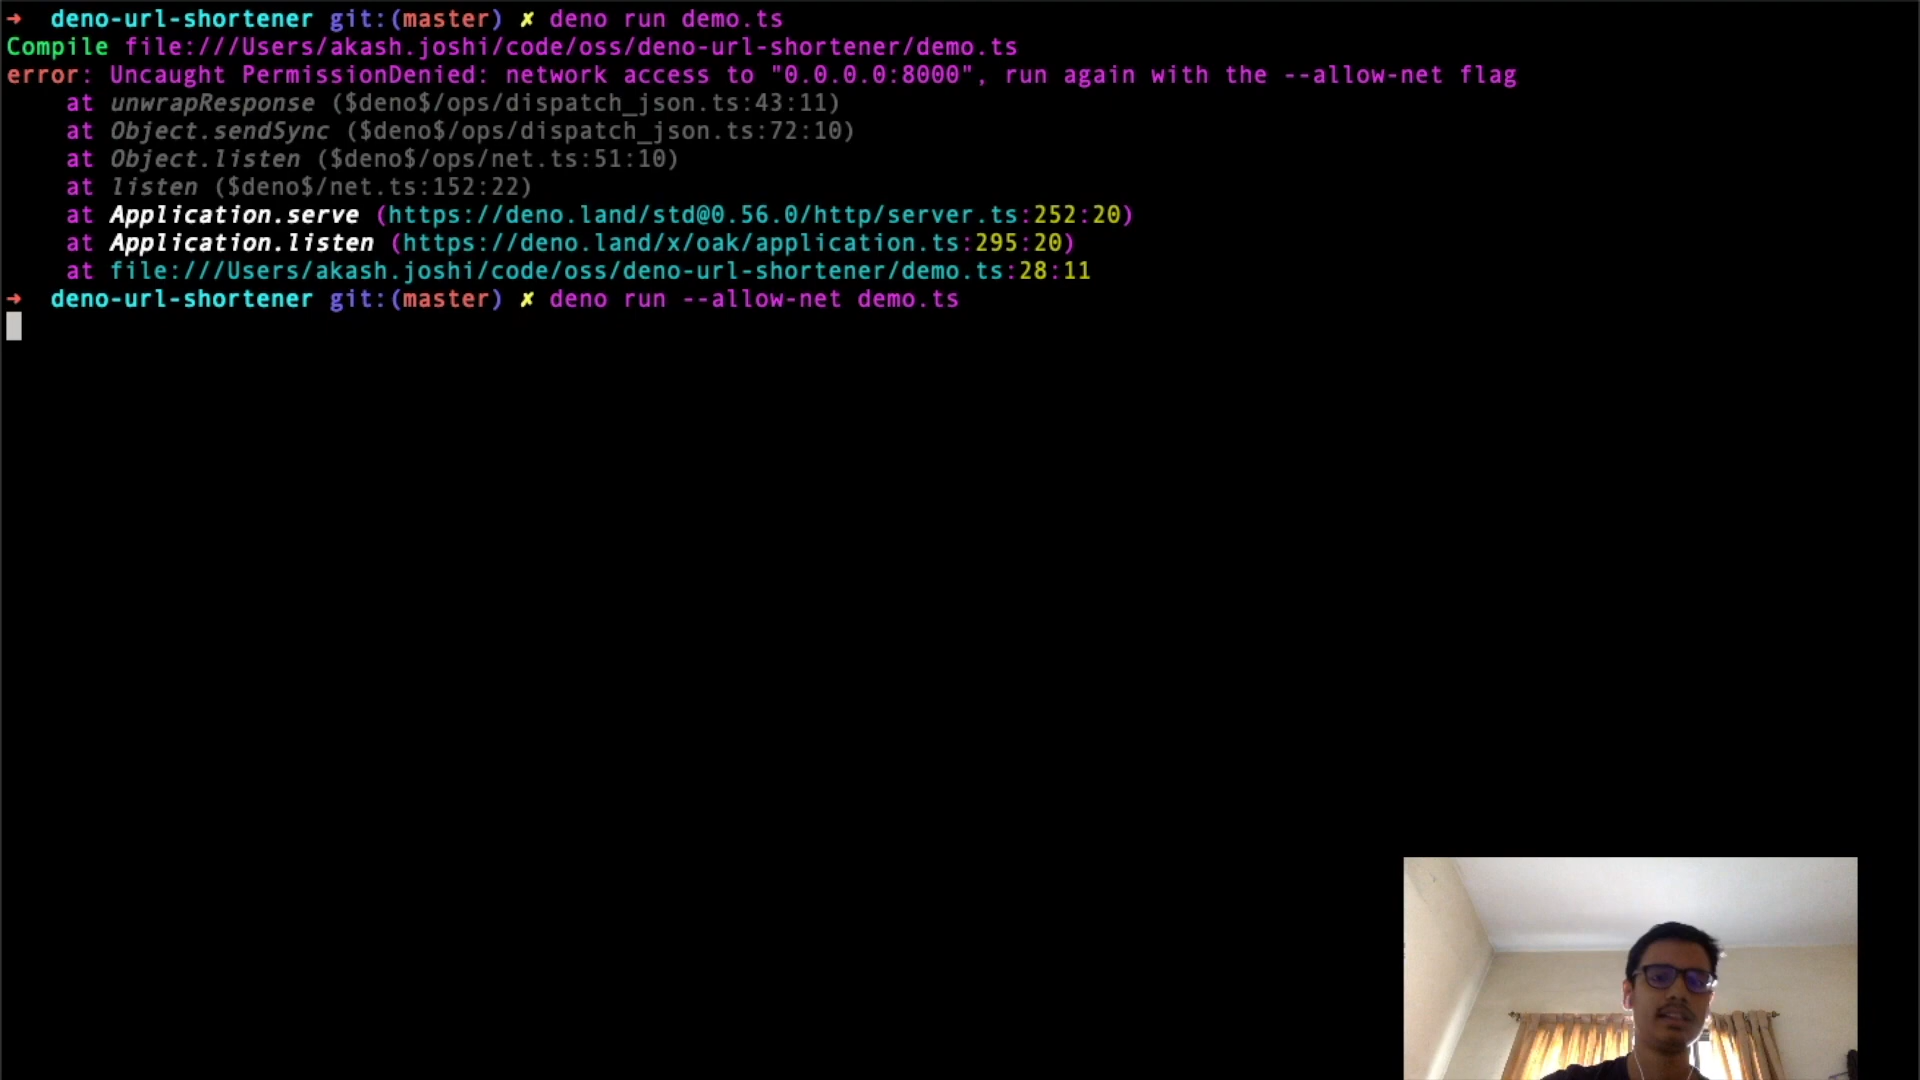 ➜ deno-url-shortener git:(master) ✗ deno run demo.ts
Compile file:///Users/akash.joshi/code/oss/deno-url-shortener/demo.ts
error: Uncaught PermissionDenied: network access to "0.0.0.0:8000", run again with the --allow-net flag
    at unwrapResponse ($deno$/ops/dispatch_json.ts:43:11)
    at Object.sendSync ($deno$/ops/dispatch_json.ts:72:10)
    at Object.listen ($deno$/ops/net.ts:51:10)
    at listen ($deno$/net.ts:152:22)
    at Application.serve (https://deno.land/std@0.56.0/http/server.ts:252:20)
    at Application.listen (https://deno.land/x/oak/application.ts:295:20)
    at file:///Users/akash.joshi/code/oss/deno-url-shortener/demo.ts:28:11
➜ deno-url-shortener git:(master) ✗ deno run --allow-net demo.ts